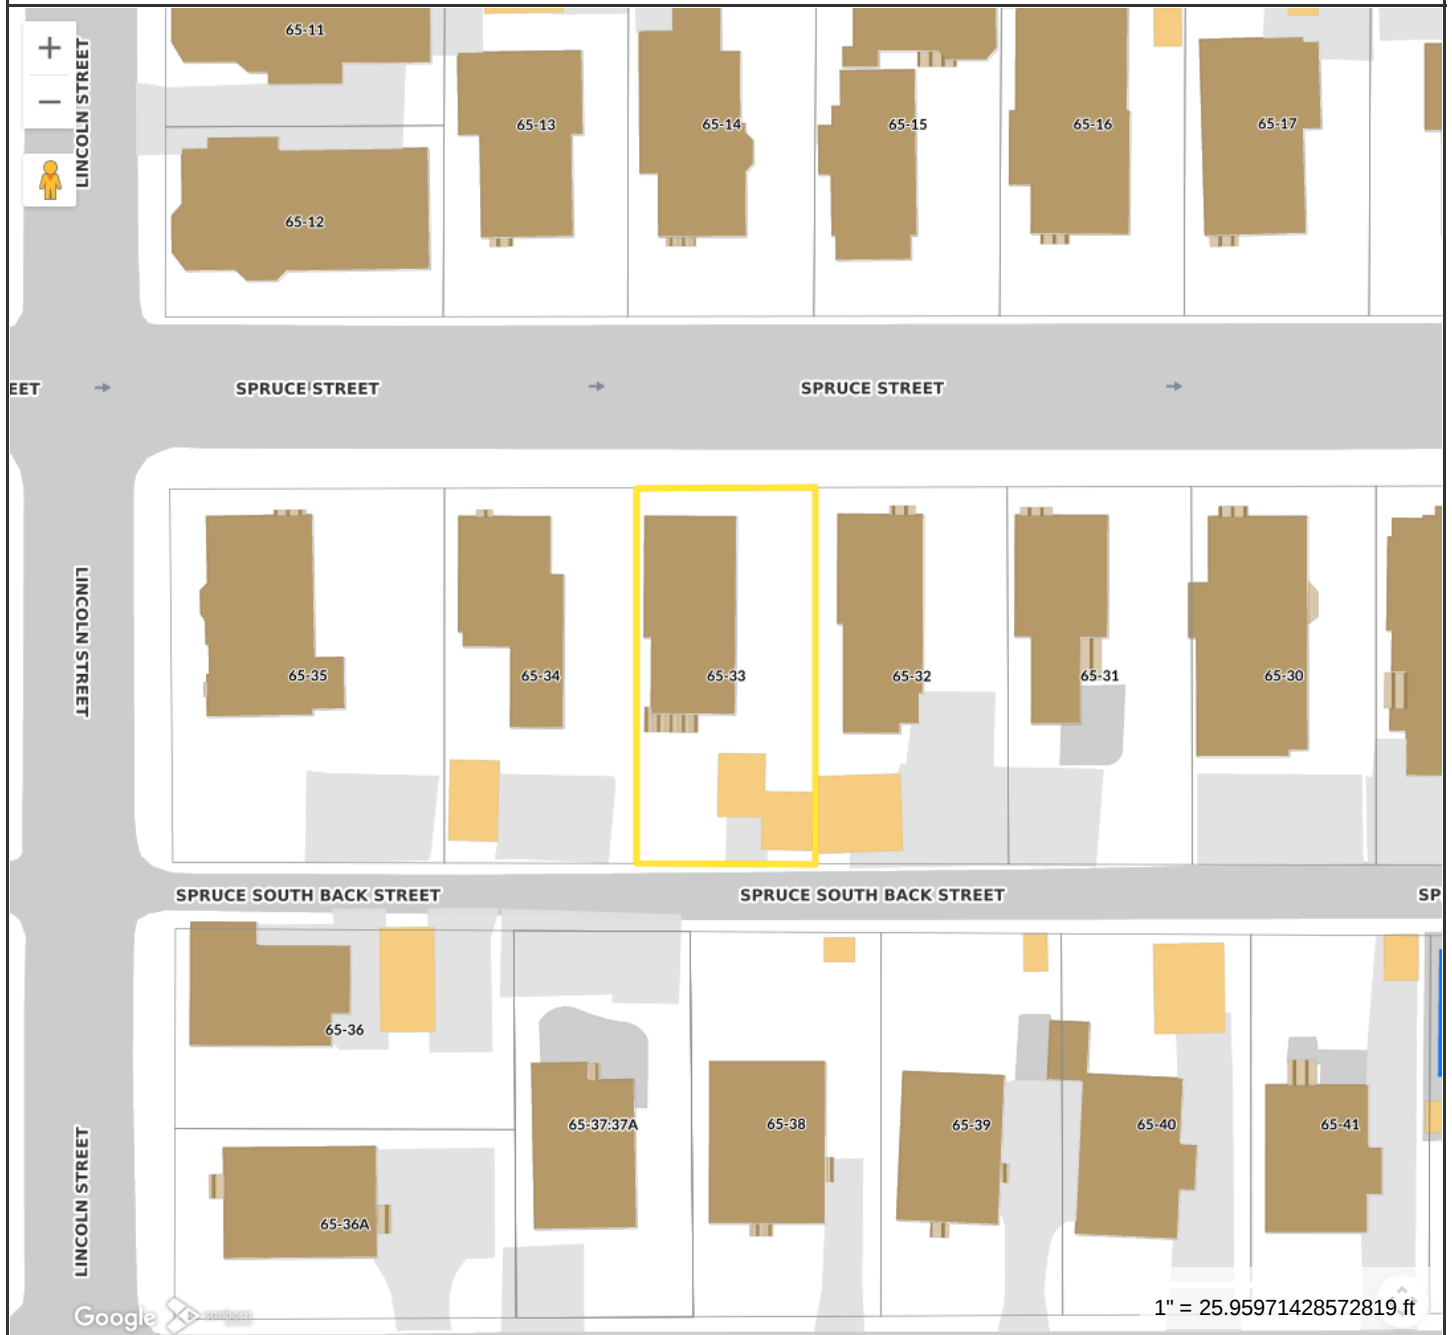 65-11
LINCOLN STREET
65-13
65-14
65-15
65-16
65-17
65-12
EET
SPRUCE STREET
SPRUCE STREET
LINCOLN STREET
65-35
65-34
65-33
65-32
65-31
65-30
SPRUCE SOUTH BACK STREET
SPRUCE SOUTH BACK STREET
SP
65-36
65-37:37A
65-38
65-39
65-40
65-41
LINCOLN STREET
65-36A
Google
1" = 25.95971428572819 ft